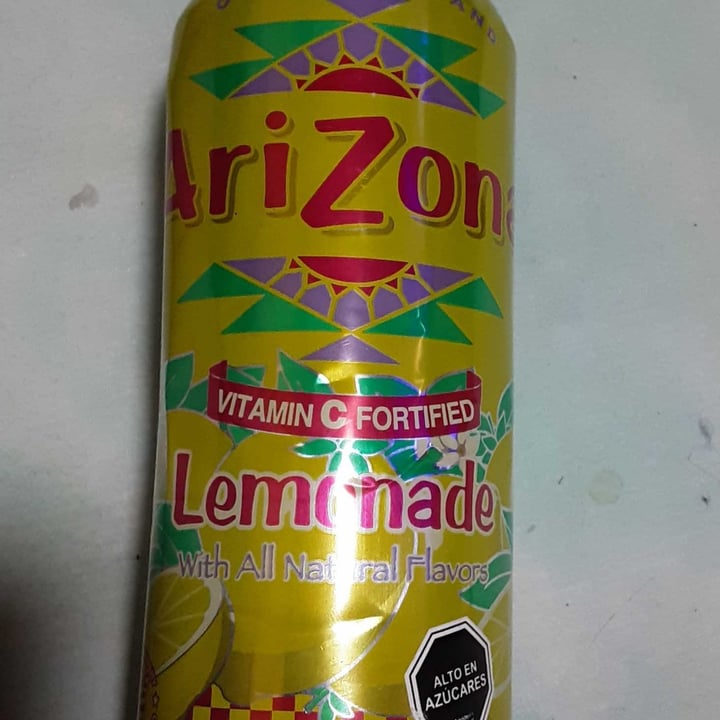 AriZona
VITAMIN C FORTIFIED
Lemonade
With All Natural Flavors
ALTO EN
AZÚCARES